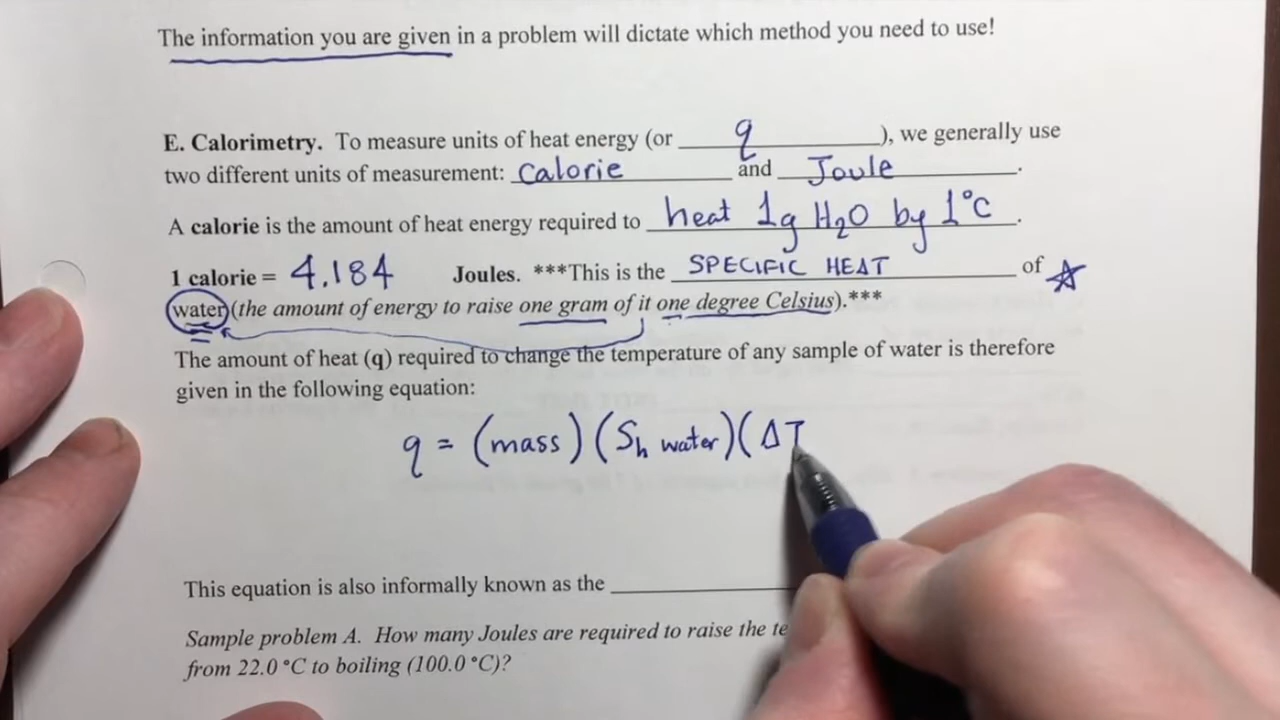 The information you are given in a problem will dictate which method you need to use!
E. Calorimetry. To measure units of heat energy (or q ), we generally use
two different units of measurement: Calorie and Joule .
A calorie is the amount of heat energy required to heat 1g H₂O by 1°C .
1 calorie = 4.184 Joules. ***This is the SPECIFIC HEAT of
water (the amount of energy to raise one gram of it one degree Celsius).***
The amount of heat (q) required to change the temperature of any sample of water is therefore
given in the following equation:
q = (mass) (Sh water) (ΔT
This equation is also informally known as the
Sample problem A. How many Joules are required to raise the te
from 22.0 °C to boiling (100.0 °C)?